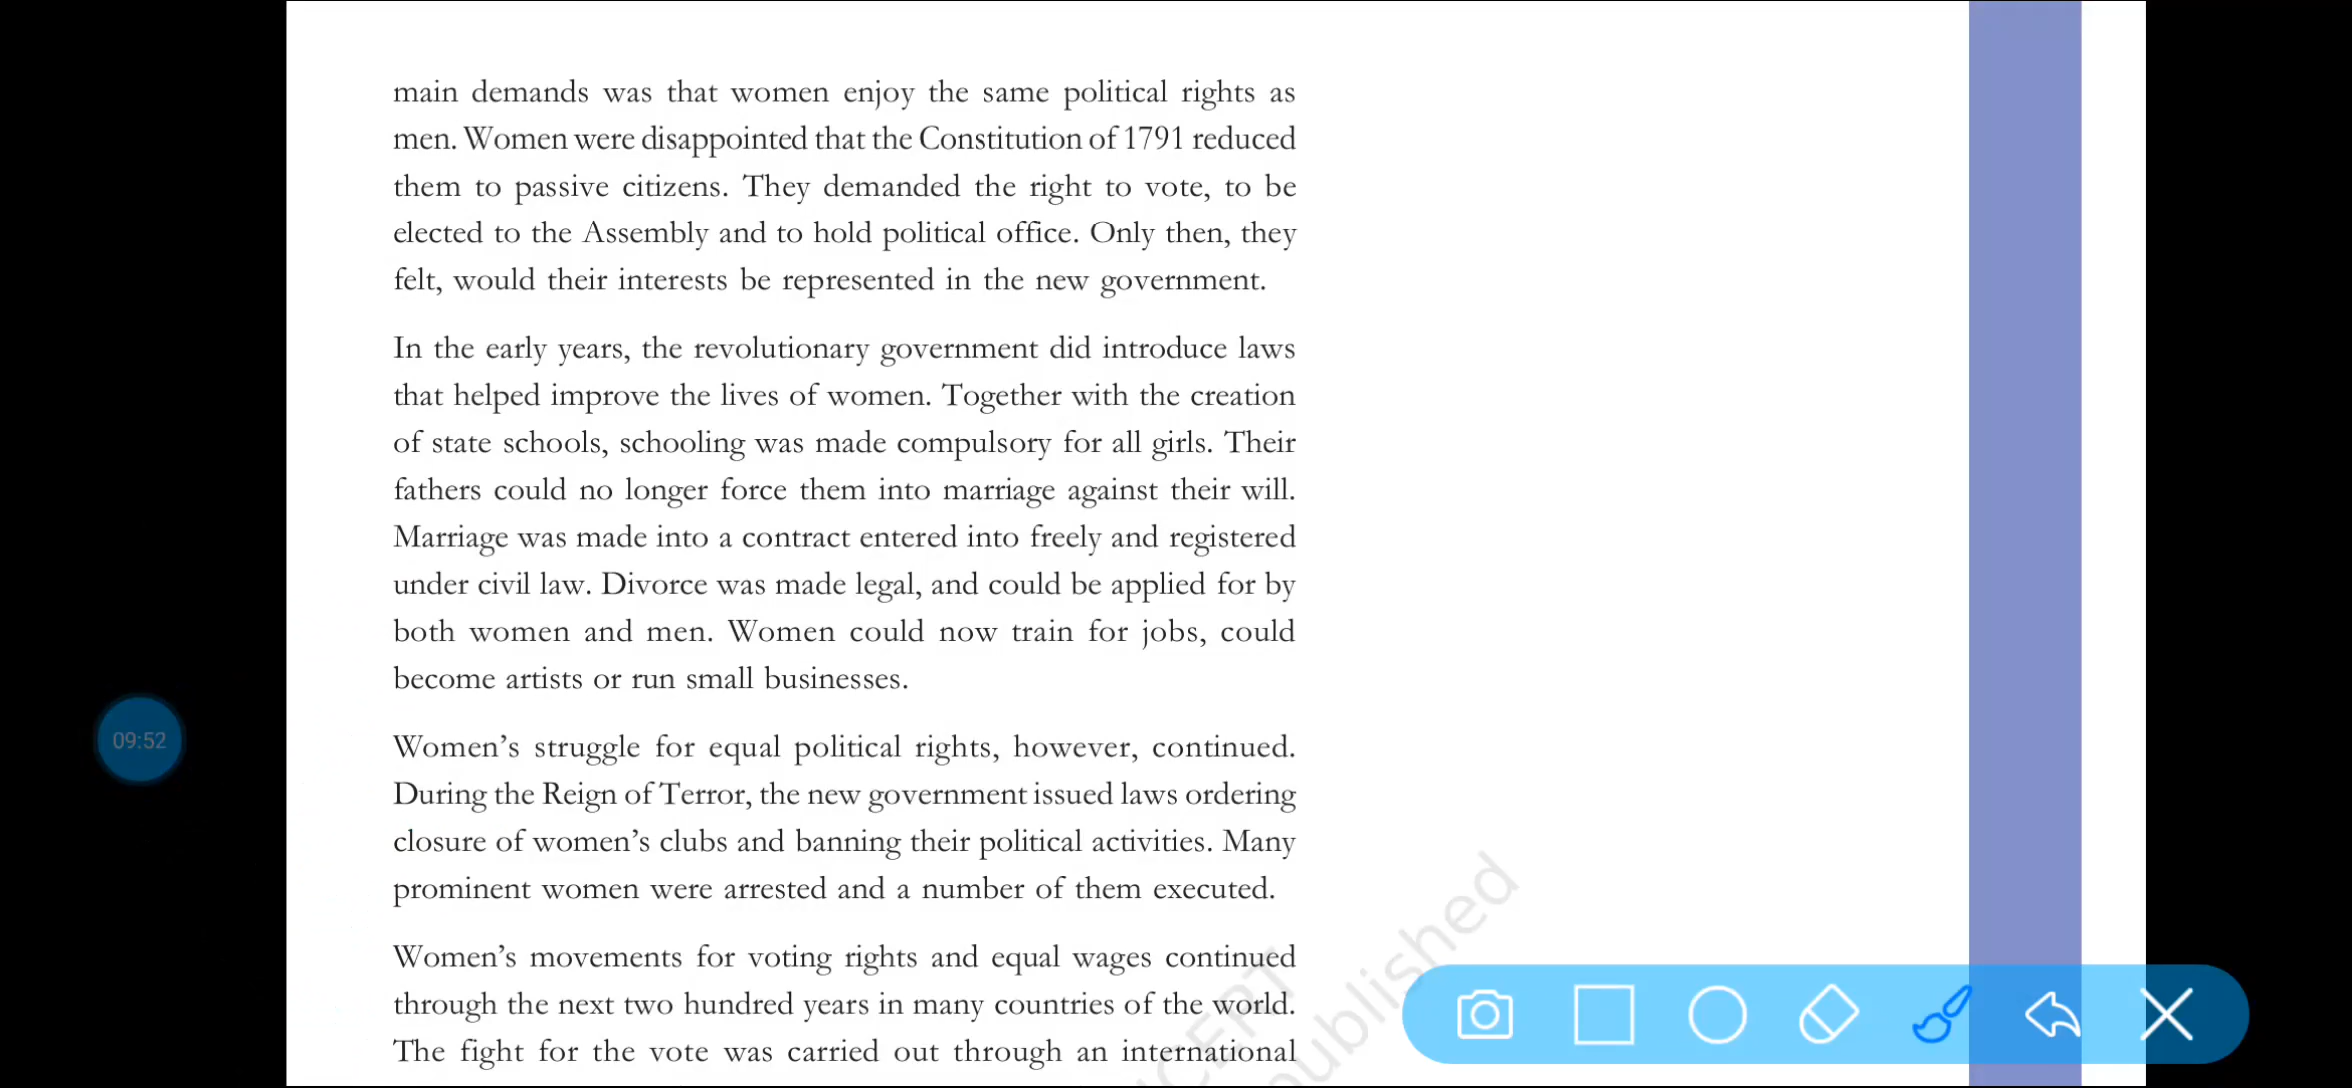 main demands was that women enjoy the same political rights as
men. Women were disappointed that the Constitution of 1791 reduced
them to passive citizens. They demanded the right to vote, to be
elected to the Assembly and to hold political office. Only then, they
felt, would their interests be represented in the new government.
In the early years, the revolutionary government did introduce laws
that helped improve the lives of women. Together with the creation
of state schools, schooling was made compulsory for all girls. Their
fathers could no longer force them into marriage against their will.
Marriage was made into a contract entered into freely and registered
under civil law. Divorce was made legal, and could be applied for by
both women and men. Women could now train for jobs, could
become artists or run small businesses.
09:52
Women’s struggle for equal political rights, however, continued.
During the Reign of Terror, the new government issued laws ordering
closure of women’s clubs and banning their political activities. Many
prominent women were arrested and a number of them executed.
Women’s movements for voting rights and equal wages continued
through the next two hundred years in many countries of the world.
The fight for the vote was carried out through an international